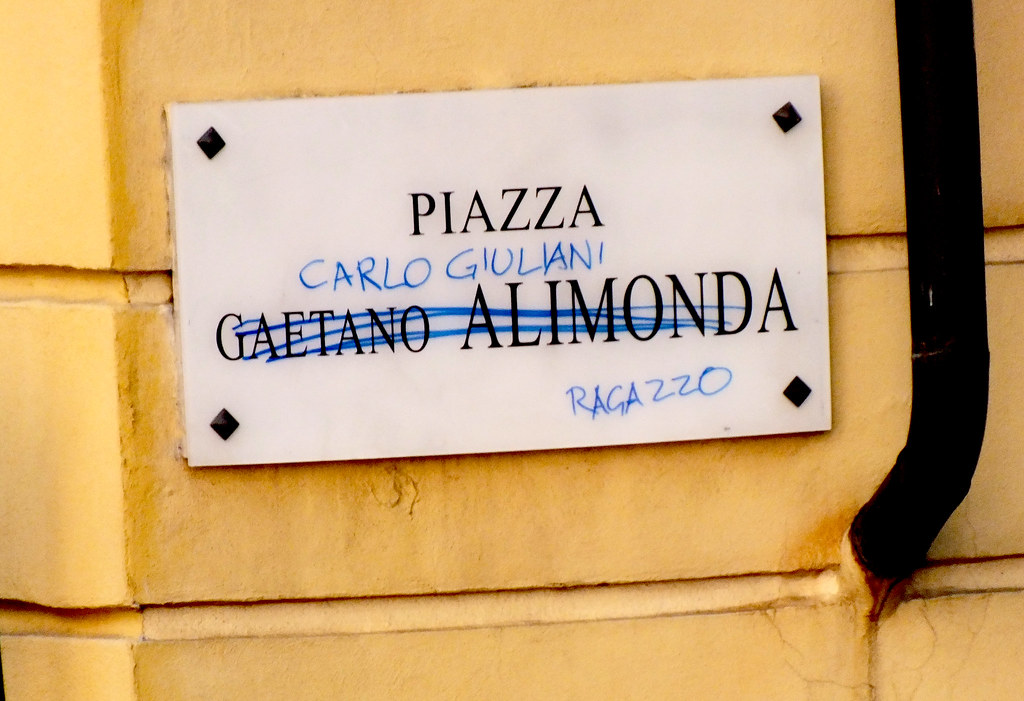 PIAZZA
CARLO GIULIANI
GAETANO ALIMONDA
RAGAZZO